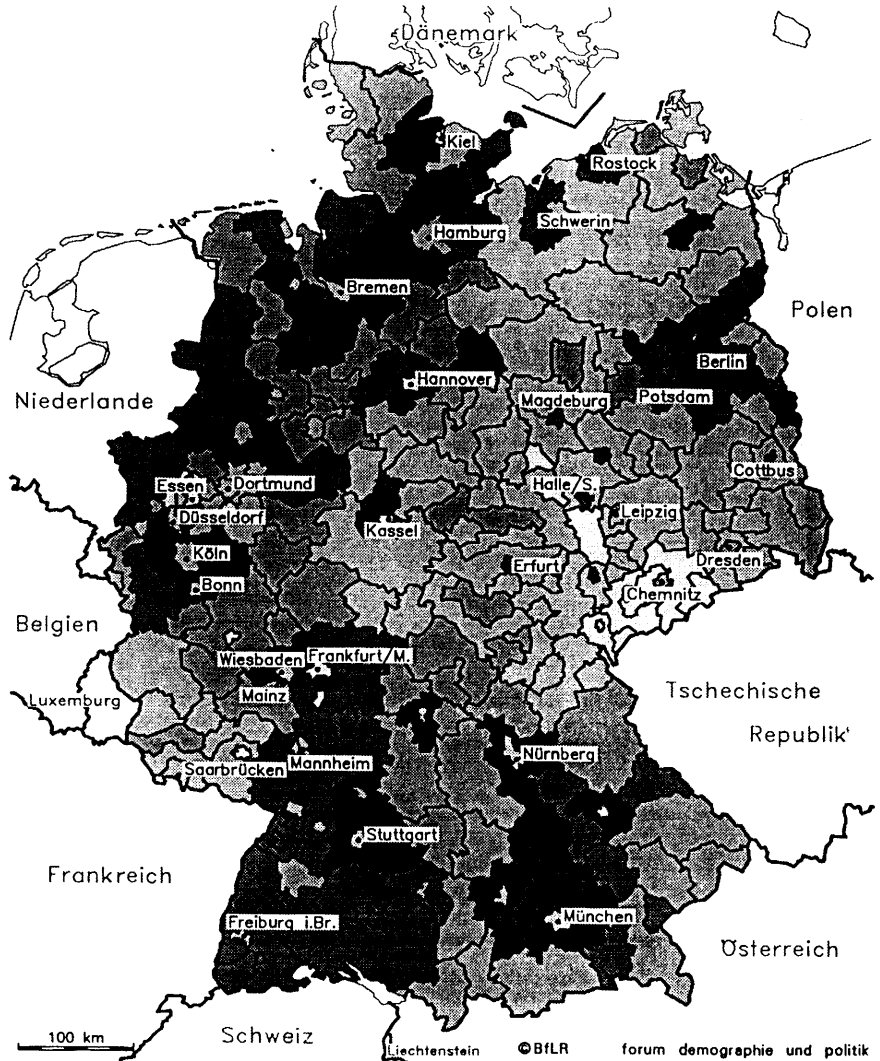 Dänemark
Kiel
Rostock
Schwerin
Hamburg
Bremen
Polen
Berlin
Hannover
Niederlande
Magdeburg
Potsdam
Cottbus
Essen
Dortmund
Halle/S.
Düsseldorf
Leipzig
Kassel
Köln
Erfurt
Dresden
Bonn
Chemnitz
Belgien
Wiesbaden
Frankfurt/M.
Luxemburg
Mainz
Tschechische
Republik
Nürnberg
Saarbrücken
Mannheim
Stuttgart
Frankreich
Freiburg i.Br.
München
Österreich
100 km
Schweiz
Liechtenstein
©BfLR
forum demographie und politik